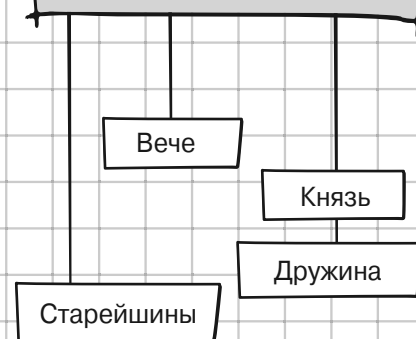 Вече
Князь
Дружина
Старейшины